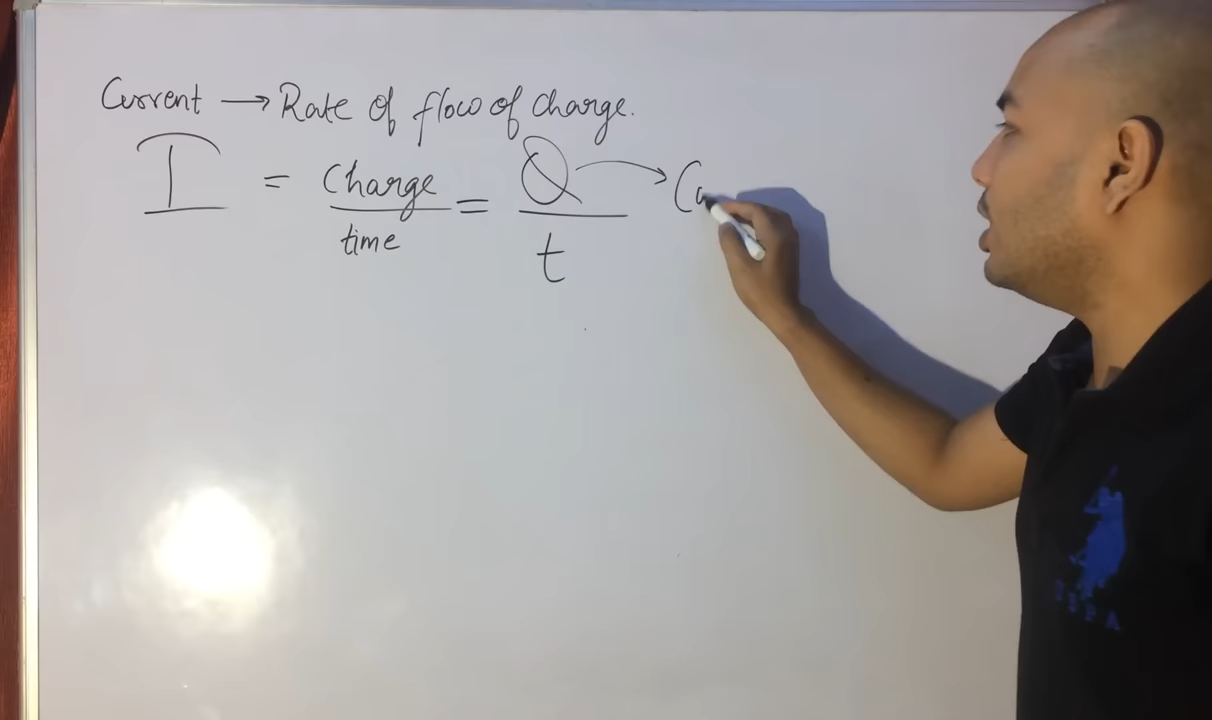 Current → Rate of flow of charge.
I = Charge/time = Q/t →